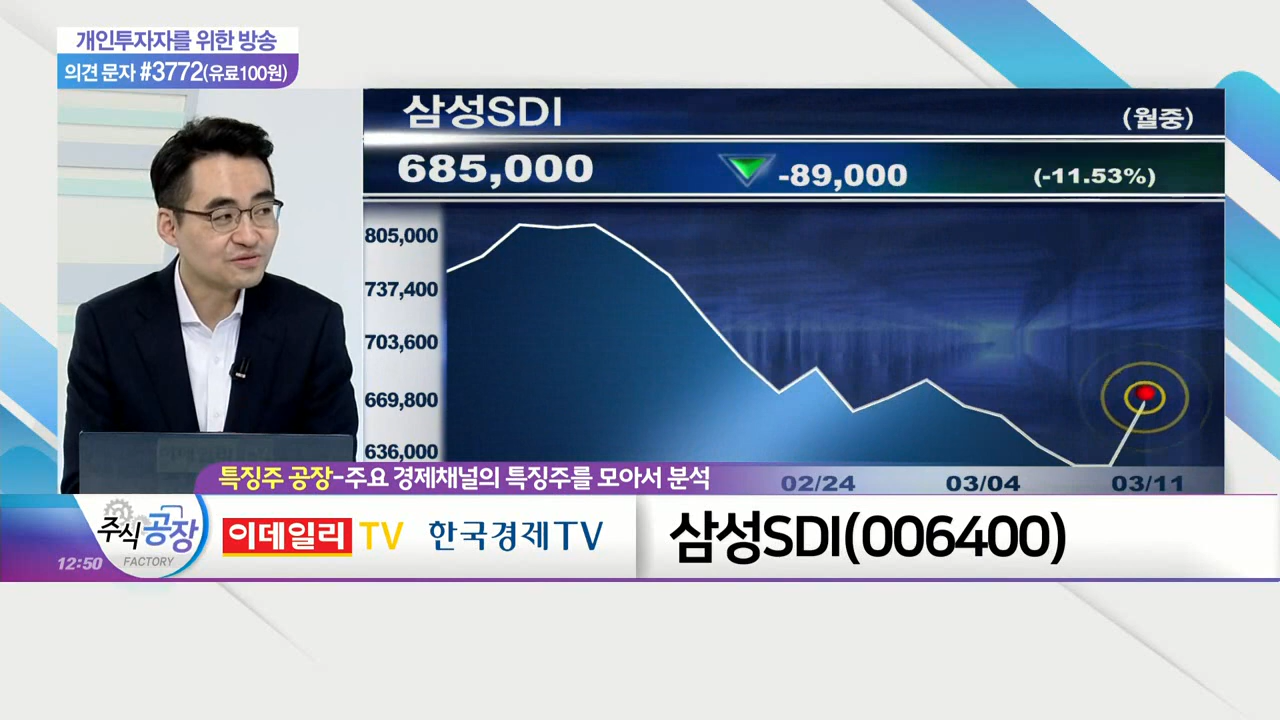 개인투자자를 위한 방송
의견 문자 #3772(유료100원)
삼성SDI
(월중)
685,000
-89,000
(-11.53%)
805,000
737,400
703,600
669,800
636,000
02/24
03/04
03/11
특징주 공장-주요 경제채널의 특징주를 모아서 분석
주식공장
FACTORY
12:50
이데일리 TV
한국경제TV
삼성SDI(006400)